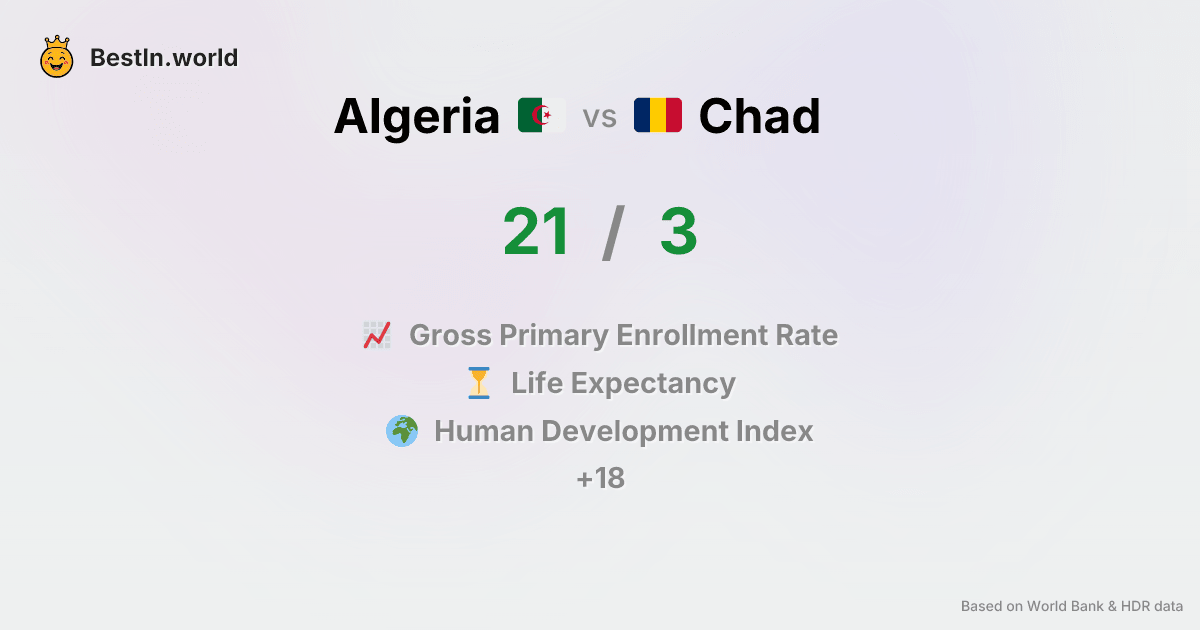 BestIn.world
Algeria vs Chad
21 / 3
Gross Primary Enrollment Rate
Life Expectancy
Human Development Index
+18
Based on World Bank & HDR data